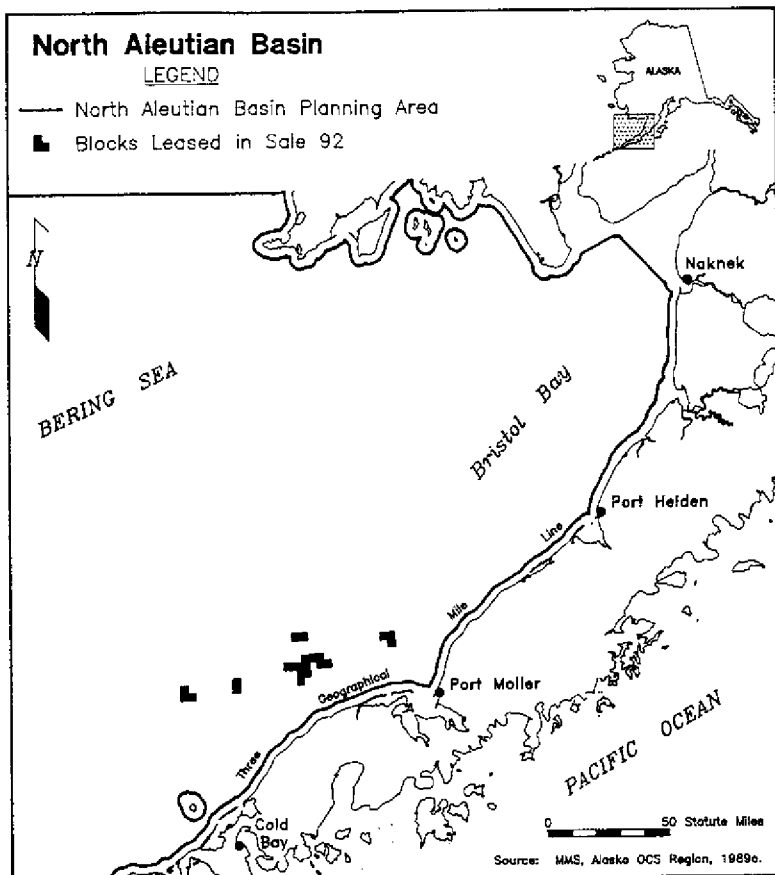 North Aleutian Basin
LEGEND
North Aleutian Basin Planning Area
Blocks Leased in Sale 92
ALASKA
N
Naknek
BERING SEA
Bristol Bay
Port Heiden
Line
Mile
Geographical
Three
Port Moller
PACIFIC OCEAN
Cold
Bay
0 50 Statute Miles
Source: MMS, Alaska OCS Region, 1989a.